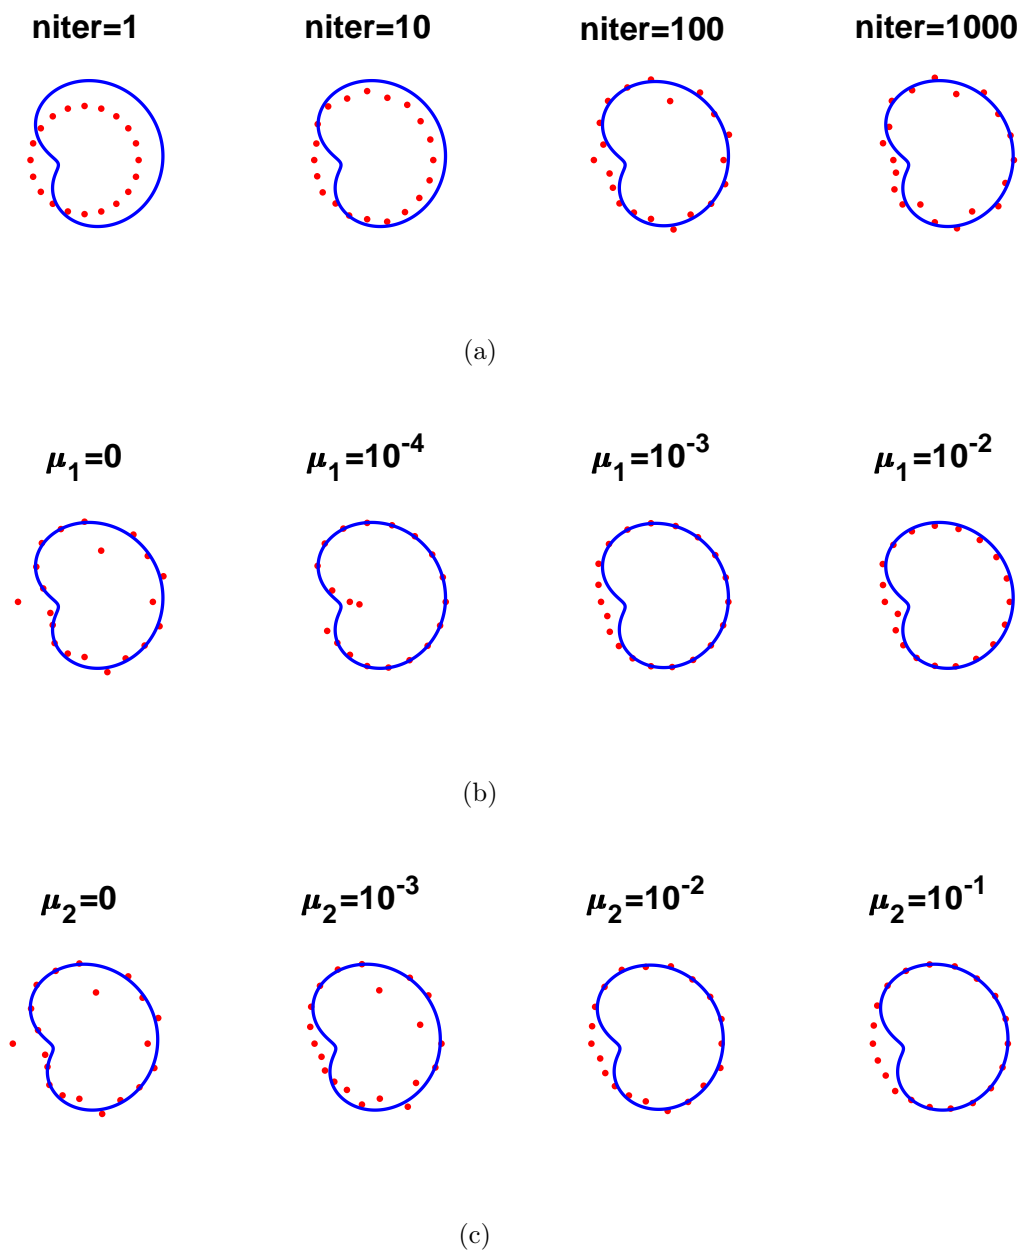 niter=1 niter=10 niter=100 niter=1000
(a)
μ₁=0 μ₁=10⁻⁴ μ₁=10⁻³ μ₁=10⁻²
(b)
μ₂=0 μ₂=10⁻³ μ₂=10⁻² μ₂=10⁻¹
(c)